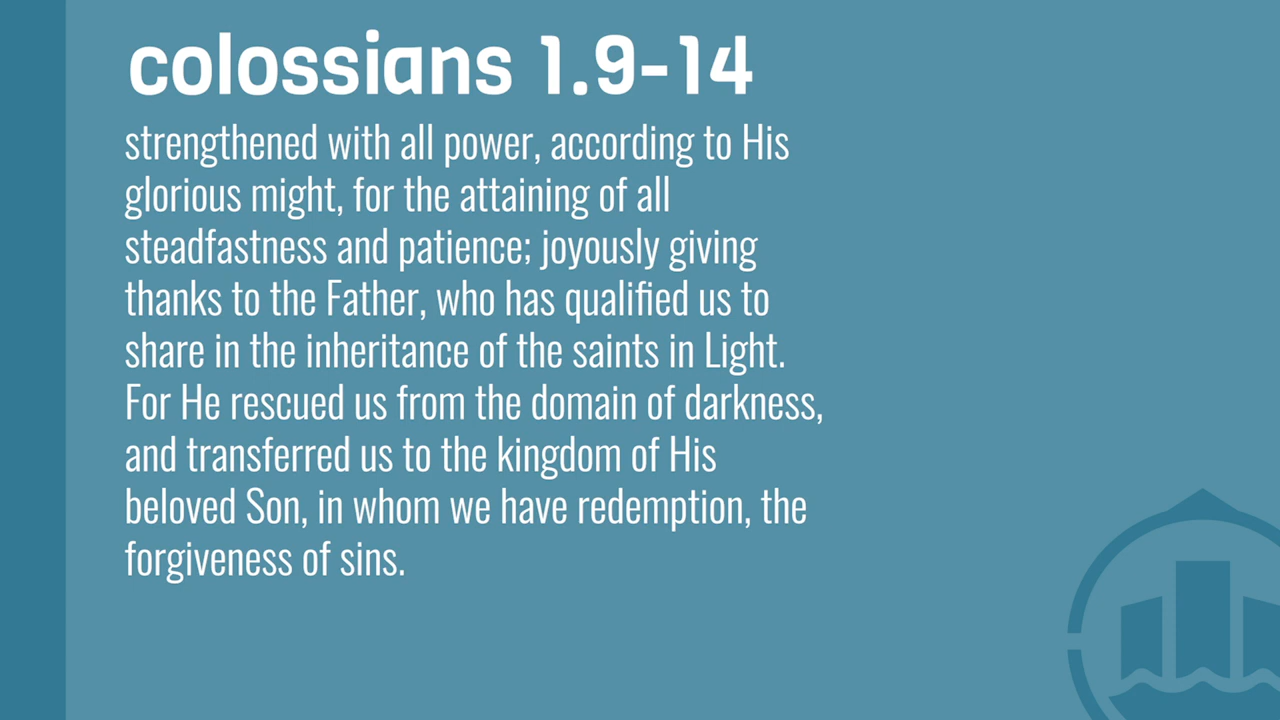 colossians 1.9-14
strengthened with all power, according to His
glorious might, for the attaining of all
steadfastness and patience; joyously giving
thanks to the Father, who has qualified us to
share in the inheritance of the saints in Light.
For He rescued us from the domain of darkness,
and transferred us to the kingdom of His
beloved Son, in whom we have redemption, the
forgiveness of sins.